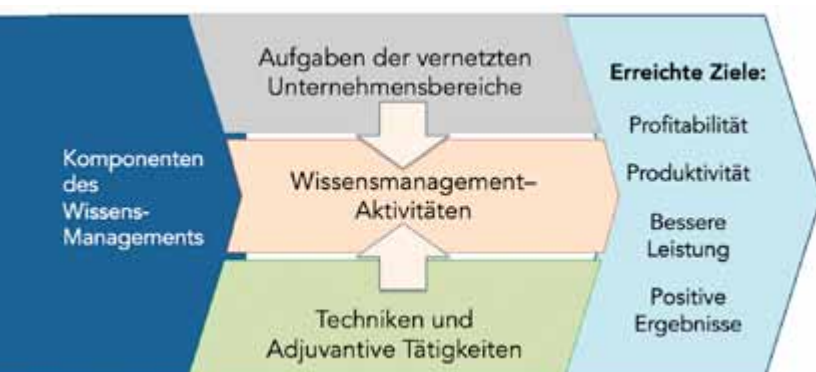 Komponenten
des
Wissens-
Managements
Aufgaben der vernetzten
Unternehmensbereiche
Wissensmanagement–
Aktivitäten
Techniken und
Adjuvantive Tätigkeiten
Erreichte Ziele:
Profitabilität
Produktivität
Bessere
Leistung
Positive
Ergebnisse